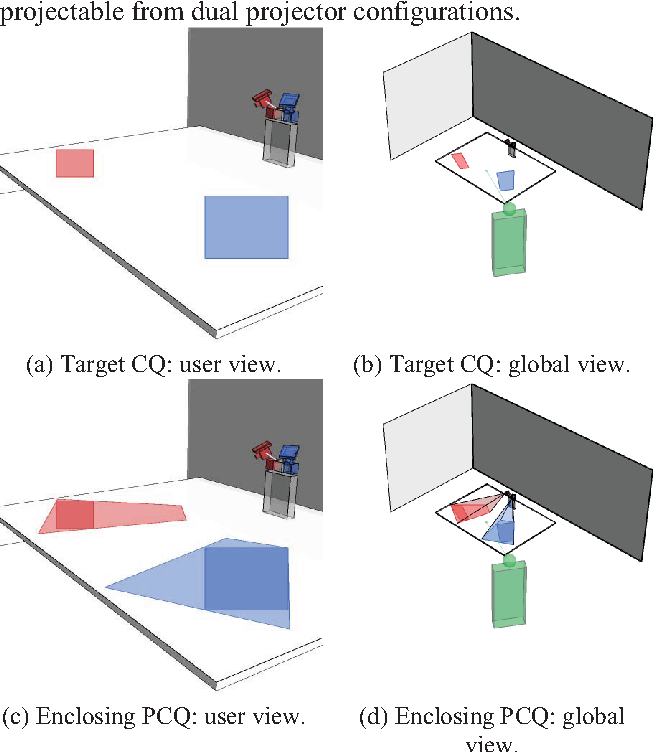 projectable from dual projector configurations.
(a) Target CQ: user view.
(b) Target CQ: global view.
(c) Enclosing PCQ: user view.
(d) Enclosing PCQ: global
view.